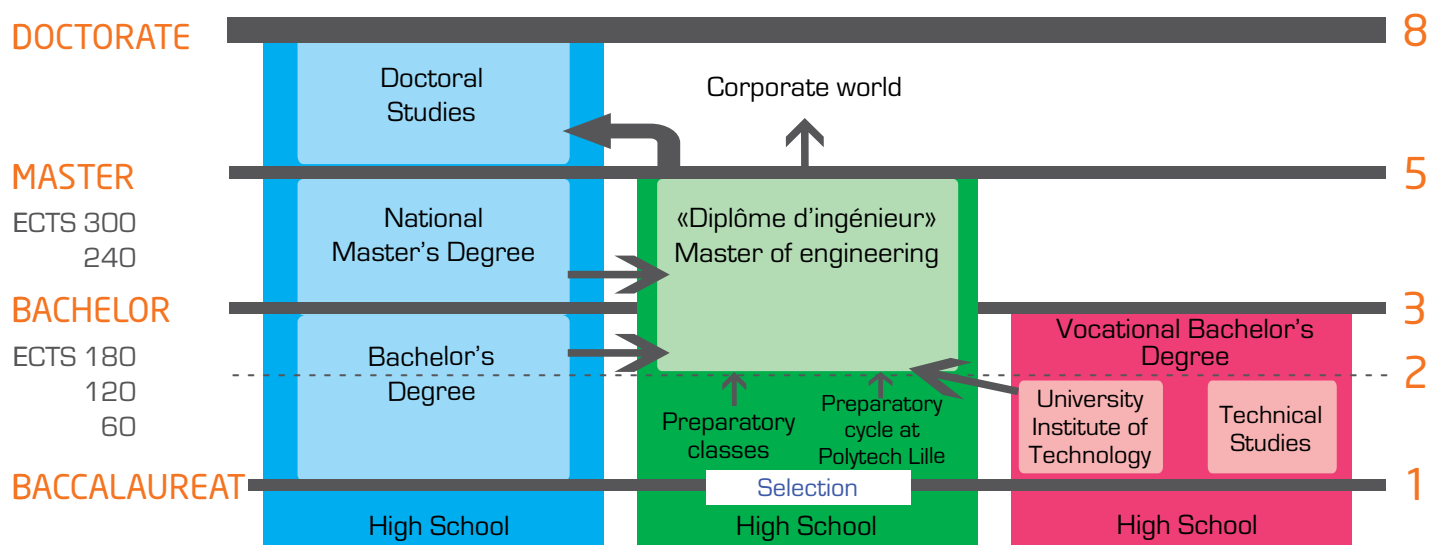 DOCTORATE
8
Doctoral
Studies
Corporate world
MASTER
5
ECTS 300
240
National
Master's Degree
«Diplôme d'ingénieur»
Master of engineering
BACHELOR
3
ECTS 180
120
60
Bachelor's
Degree
Vocational Bachelor's
Degree
2
Preparatory
classes
Preparatory
cycle at
Polytech Lille
University
Institute of
Technology
Technical
Studies
BACCALAUREAT
Selection
1
High School
High School
High School